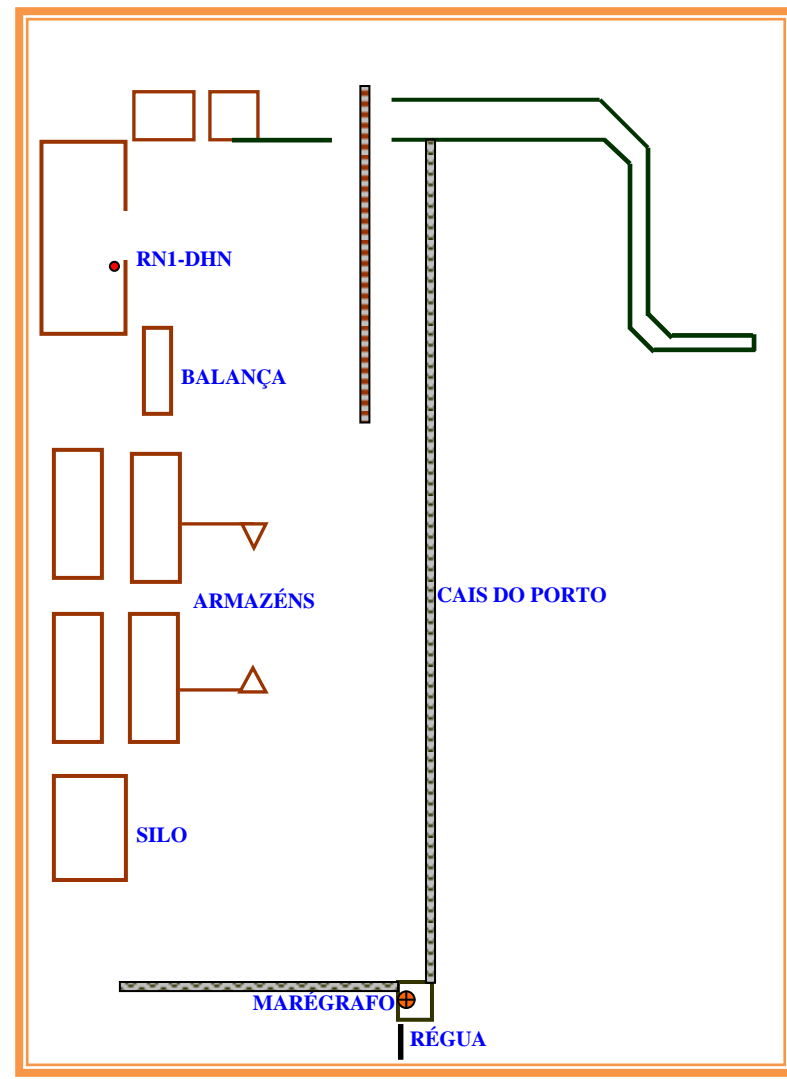 RN1-DHN
BALANÇA
ARMAZÉNS
CAIS DO PORTO
SILO
MARÉGRAFO
RÉGUA